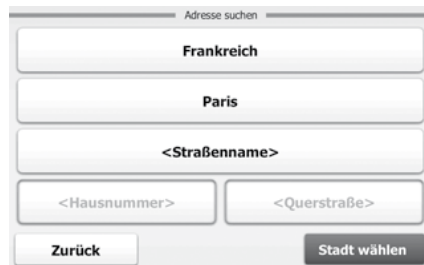 Adresse suchen
Frankreich
Paris
<Straßenname>
<Hausnummer> <Querstraße>
Zurück Stadt wählen